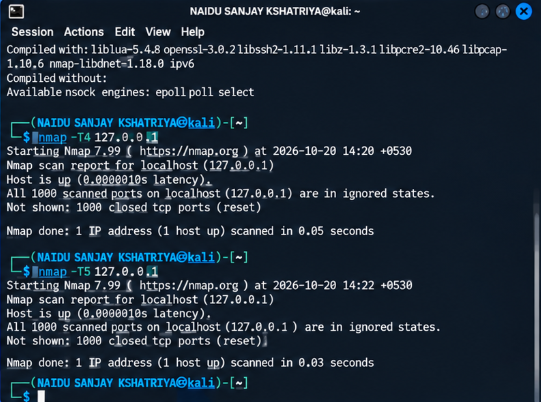 NAIDU SANJAY KSHATRIYA@kali: ~
Session Actions Edit View Help
Compiled with: liblua-5.4.8 openssl-3.0.2 libssh2-1.11.1 libz-1.3.1 libpcre2-10.46 libpcap-
1.10.6 nmap-libdnet-1.18.0 ipv6
Compiled without:
Available nsock engines: epoll poll select
┌──(NAIDU SANJAY KSHATRIYA@kali)-[~]
└─$ nmap -T4 127.0.0.1
Starting Nmap 7.99 ( https://nmap.org ) at 2026-10-20 14:20 +0530
Nmap scan report for localhost (127.0.0.1)
Host is up (0.0000010s latency).
All 1000 scanned ports on localhost (127.0.0.1) are in ignored states.
Not shown: 1000 closed tcp ports (reset)
Nmap done: 1 IP address (1 host up) scanned in 0.05 seconds
┌──(NAIDU SANJAY KSHATRIYA@kali)-[~]
└─$ nmap -T5 127.0.0.1
Starting Nmap 7.99 ( https://nmap.org ) at 2026-10-20 14:22 +0530
Nmap scan report for localhost (127.0.0.1)
Host is up (0.0000010s latency).
All 1000 scanned ports on localhost (127.0.0.1 ) are in ignored states.
Not shown: 1000 closed tcp ports (reset)
Nmap done: 1 IP address (1 host up) scanned in 0.03 seconds
┌──(NAIDU SANJAY KSHATRIYA@kali)-[~]
└─$